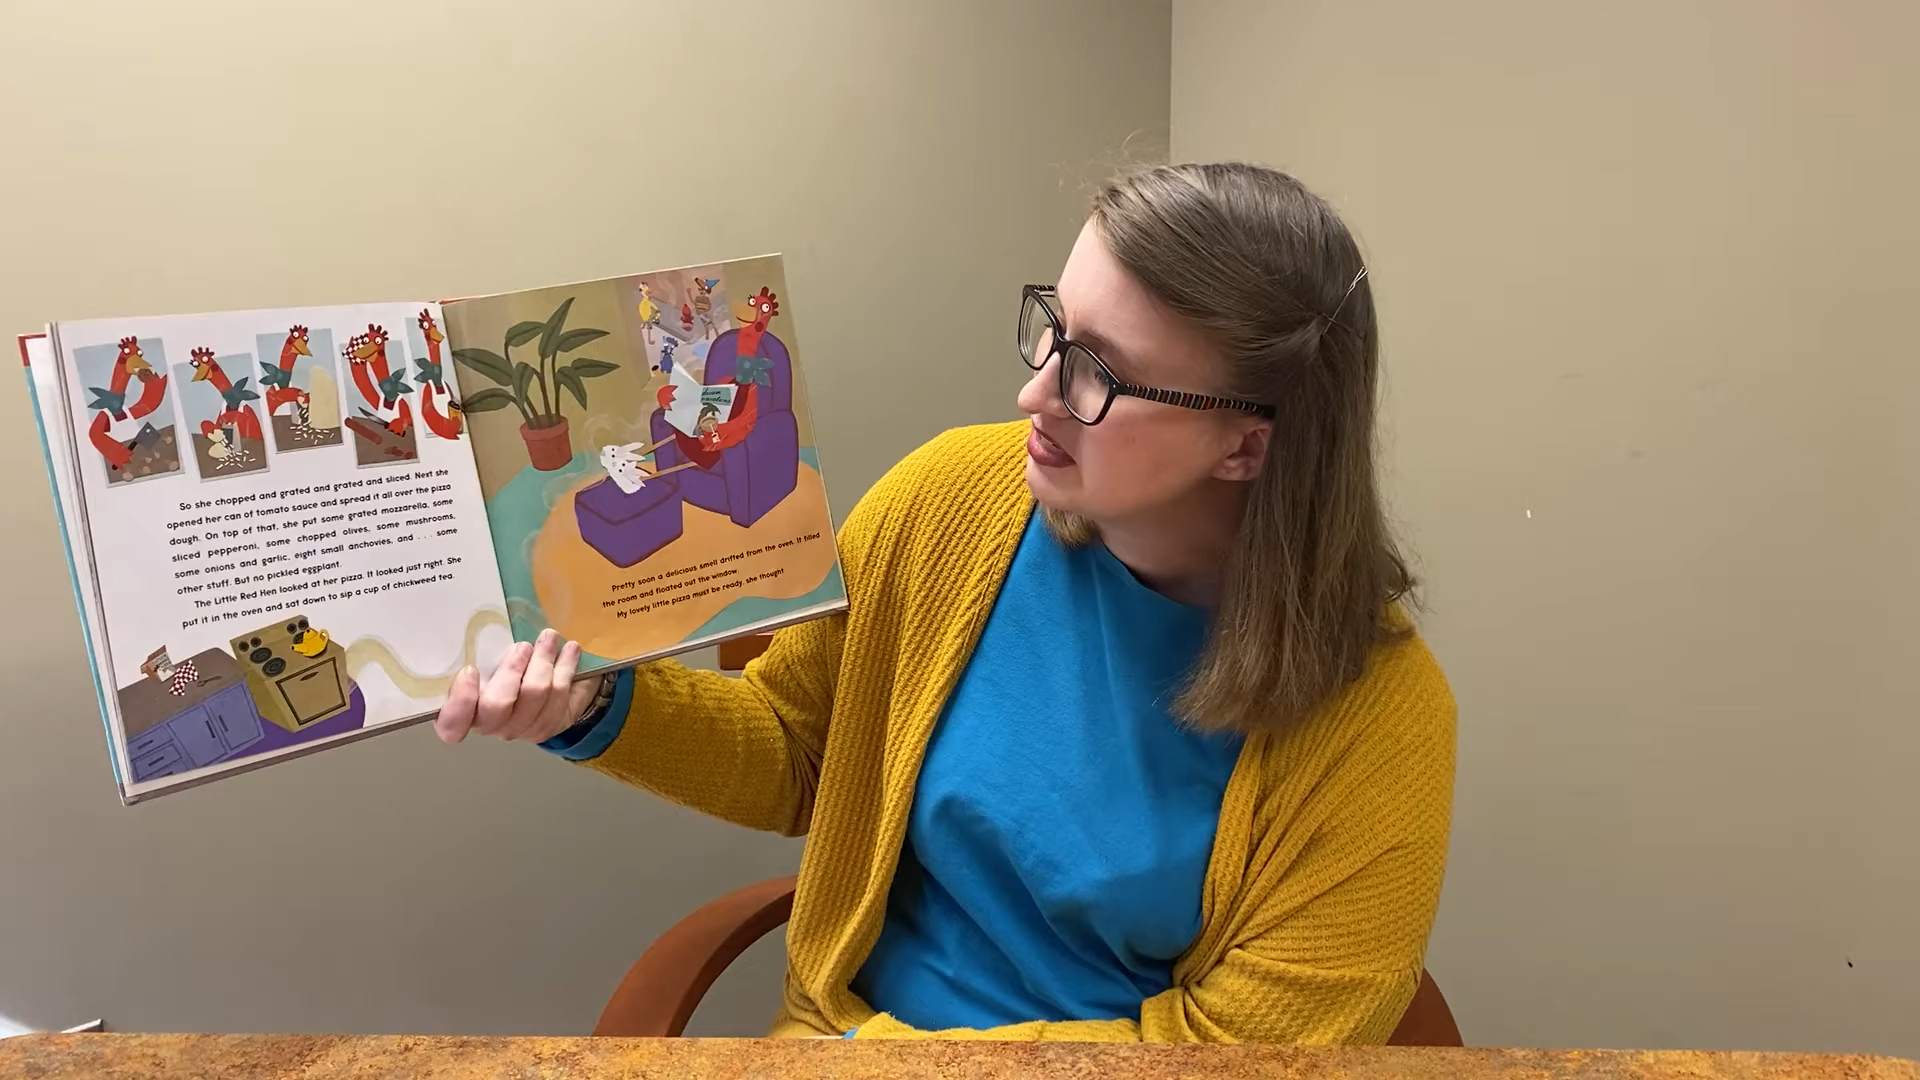 So she chopped and grated and grated and sliced. Next she
opened her can of tomato sauce and spread it all over the pizza
dough. On top of that, she put some grated mozzarella, some
sliced pepperoni, some chopped olives, some mushrooms,
some onions and garlic, eight small anchovies, and . . . some
other stuff. But no pickled eggplant.
The Little Red Hen looked at her pizza. It looked just right. She
put it in the oven and sat down to sip a cup of chickweed tea.
Pretty soon a delicious smell drifted from the oven. It filled
the room and floated out the window.
My lovely little pizza must be ready, she thought